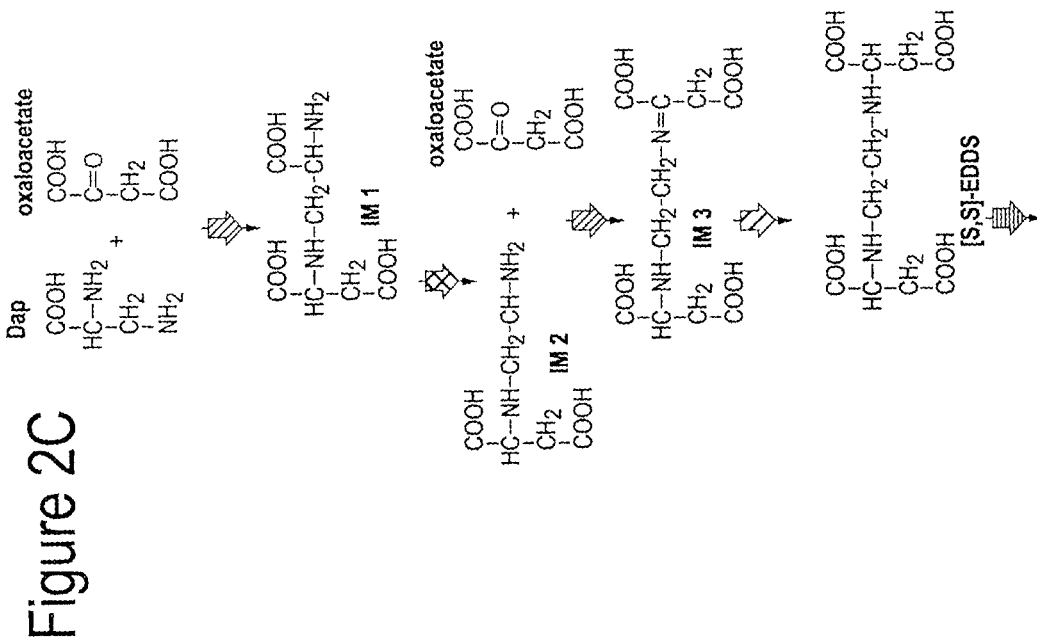 Figure 2C
Dap oxaloacetate
COOH COOH
HC-NH2 + C=O
CH2 CH2
NH2 COOH
COOH COOH
HC-NH-CH2-CH-NH2
CH2
COOH IM 1
oxaloacetate
COOH COOH
HC-NH-CH2-CH-NH2 + C=O
CH2 CH2
COOH IM 2 COOH
COOH COOH
HC-NH-CH2-CH2-N=C
CH2 CH2
COOH IM 3 COOH
COOH COOH
HC-NH-CH2-CH2-NH-CH
CH2 CH2
COOH COOH
[S,S]-EDDS